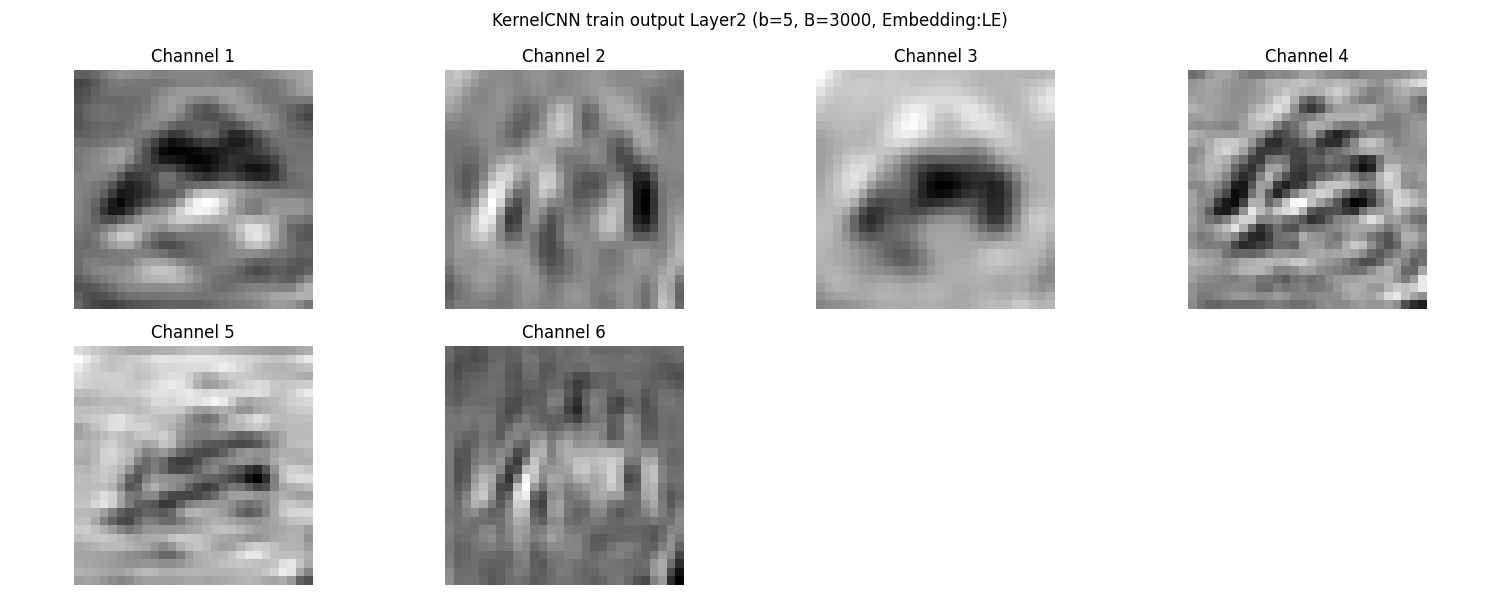 KernelCNN train output Layer2 (b=5, B=3000, Embedding:LE)
Channel 1
Channel 2
Channel 3
Channel 4
Channel 5
Channel 6